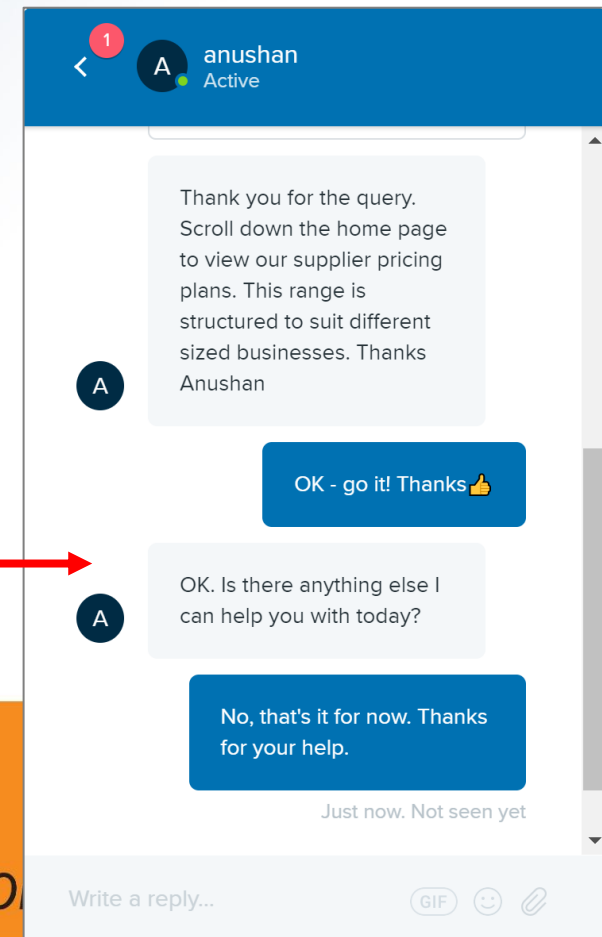 1
A
anushan
Active
Thank you for the query.
Scroll down the home page
to view our supplier pricing
plans. This range is
structured to suit different
sized businesses. Thanks
Anushan
A
OK - go it! Thanks👍
OK. Is there anything else I
can help you with today?
A
No, that's it for now. Thanks
for your help.
Just now. Not seen yet
Write a reply...
GIF